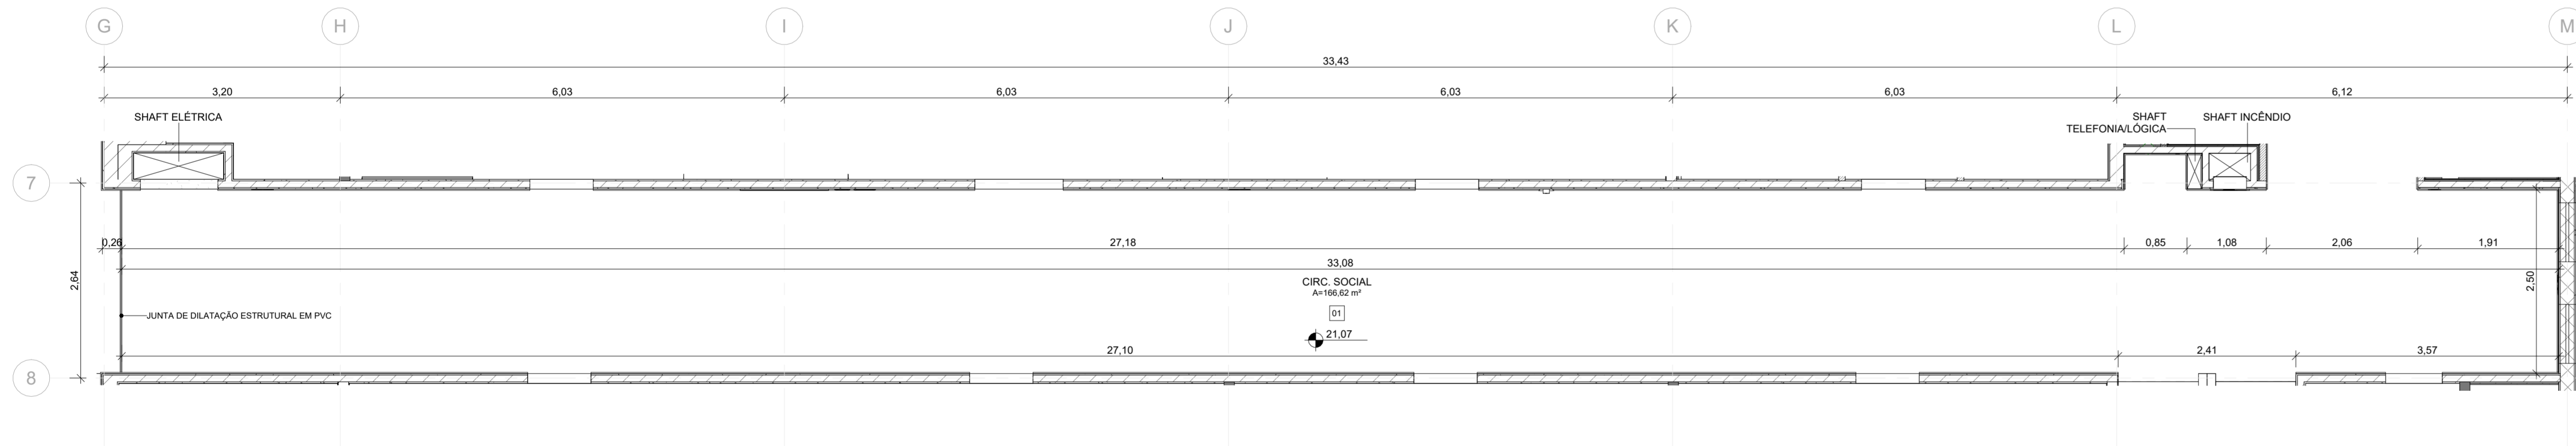 G
H
I
J
K
L
M
33,43
3,20
6,03
6,03
6,03
6,03
6,12
SHAFT ELÉTRICA
SHAFT
TELEFONIA/LÓGICA
SHAFT INCÊNDIO
7
0,26
27,18
0,85
1,08
2,06
1,91
33,08
2,64
CIRC. SOCIAL
A=166,62 m²
2,50
01
JUNTA DE DILATAÇÃO ESTRUTURAL EM PVC
21,07
27,10
2,41
3,57
8